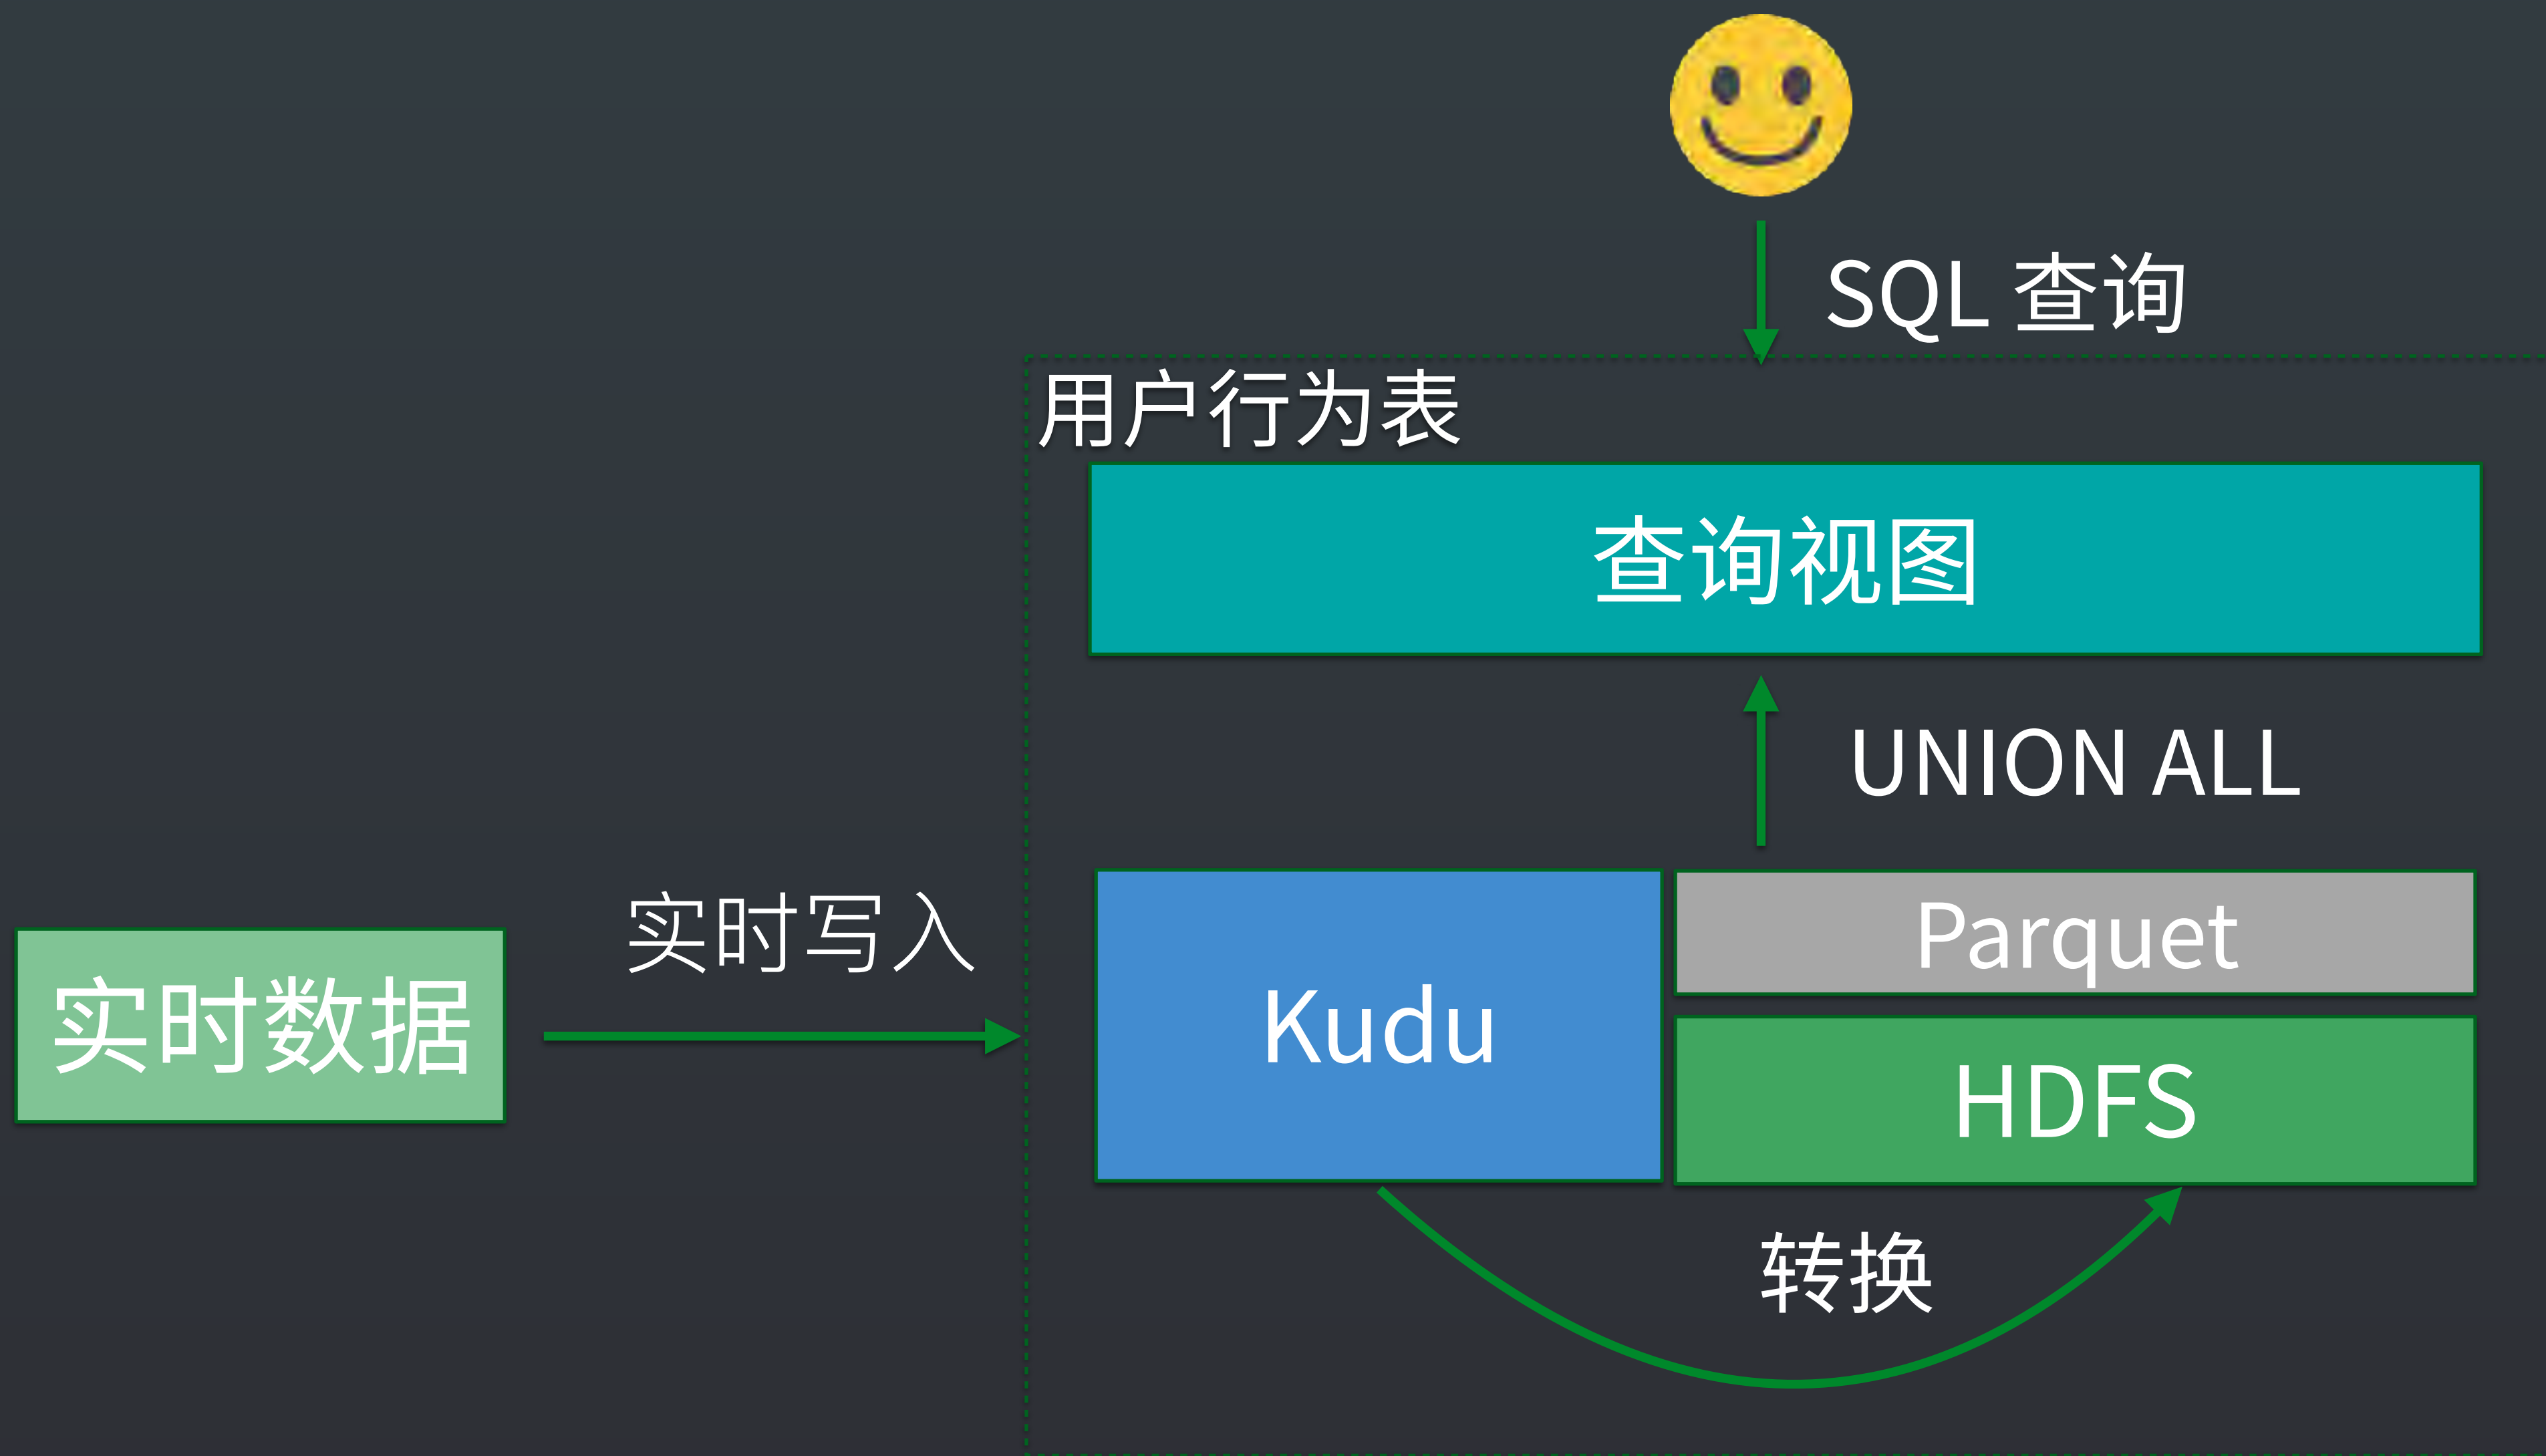 SQL 查询
用户行为表
查询视图
UNION ALL
实时写入
实时数据
Kudu
Parquet
HDFS
转换